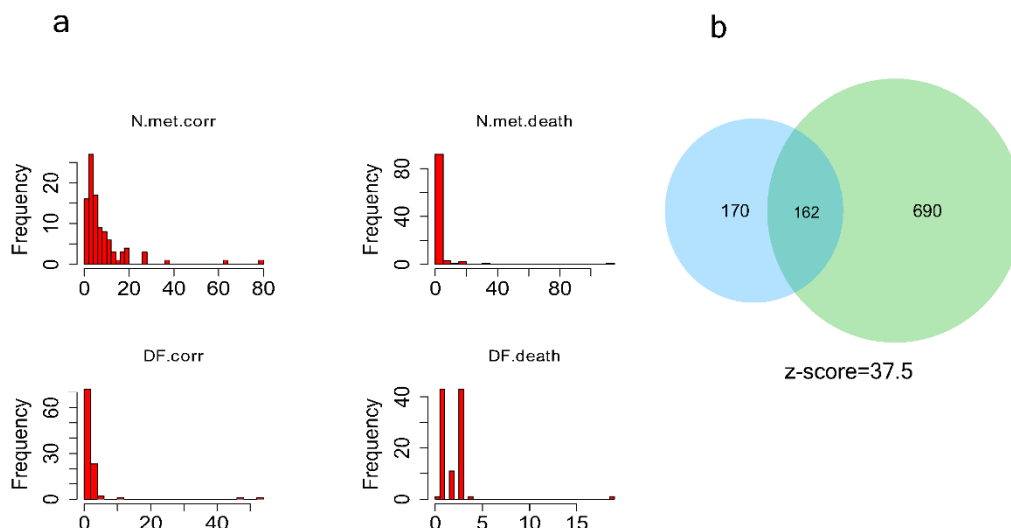 a
b
N.met.corr
Frequency
0 10 20
0 20 40 60 80
N.met.death
Frequency
0 40 80
0 40 80
170
162
690
z-score=37.5
DF.corr
Frequency
0 30 60
0 20 40
DF.death
Frequency
0 20 40
0 5 10 15